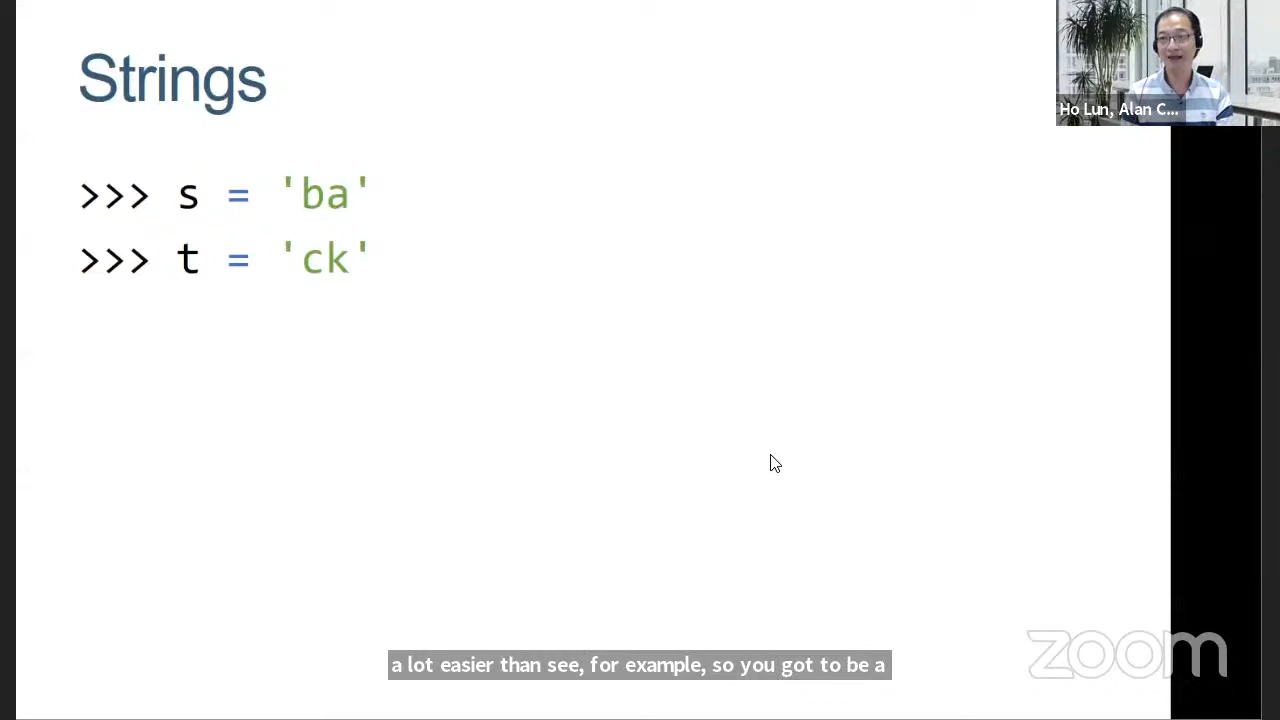 Strings
Ho Lun, Alan C...
>>> s = 'ba'
>>> t = 'ck'
a lot easier than see, for example, so you got to be a
zoom